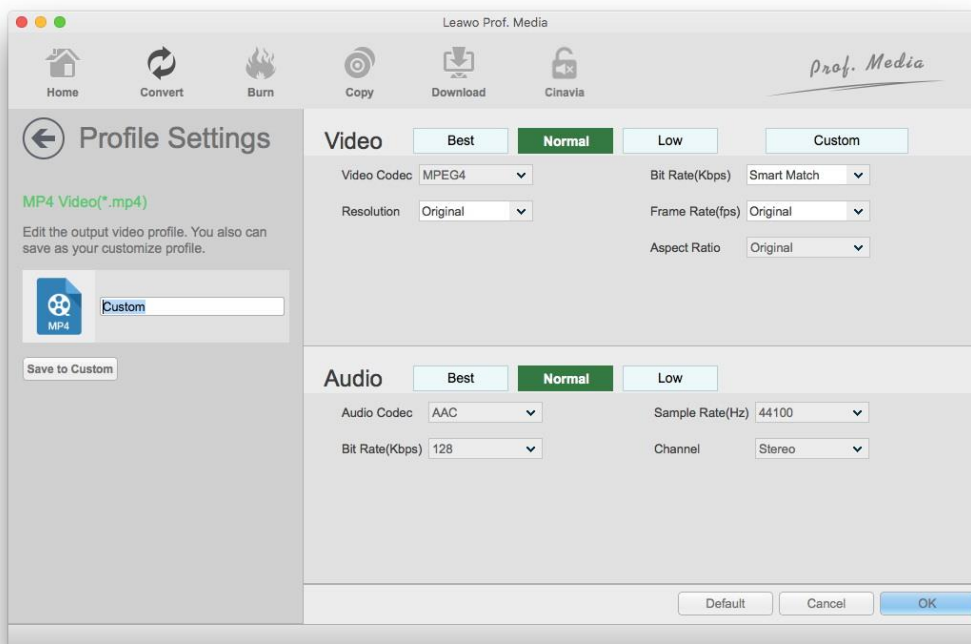 Leawo Prof. Media
Home Convert Burn Copy Download Cinavia
Prof. Media
Profile Settings
MP4 Video(*.mp4)
Edit the output video profile. You also can
save as your customize profile.
MP4
Custom
Save to Custom
Video Best Normal Low Custom
Video Codec MPEG4 Bit Rate(Kbps) Smart Match
Resolution Original Frame Rate(fps) Original
Aspect Ratio Original
Audio Best Normal Low
Audio Codec AAC Sample Rate(Hz) 44100
Bit Rate(Kbps) 128 Channel Stereo
Default Cancel OK